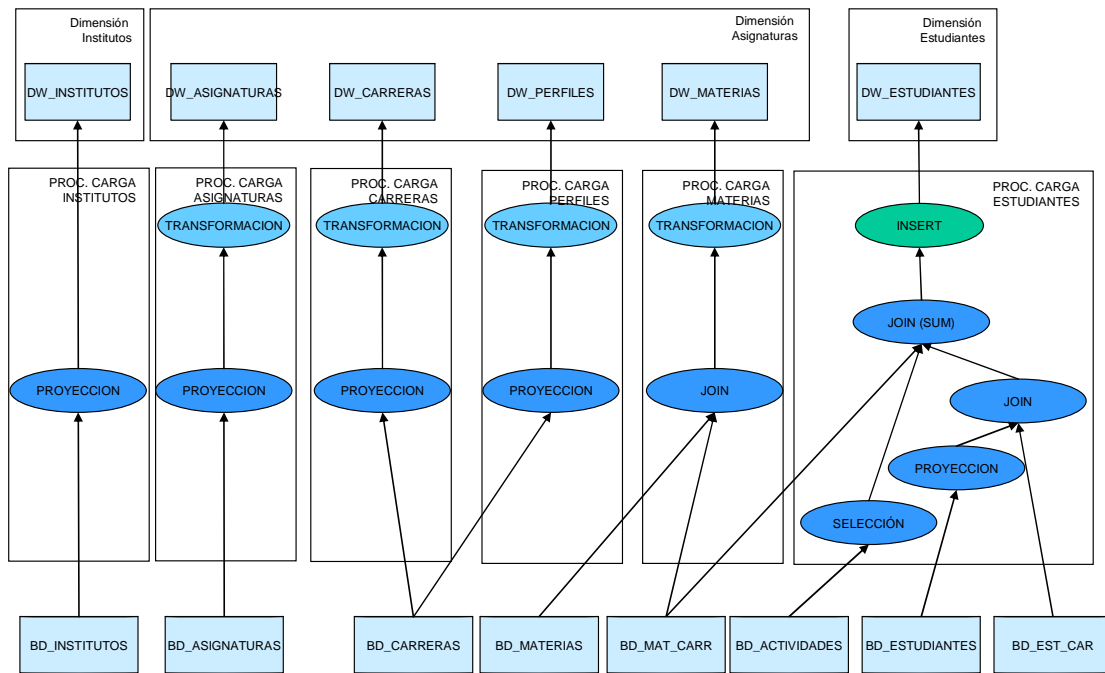 Dimensión
Institutos
Dimensión
Asignaturas
Dimensión
Estudiantes
DW_INSTITUTOS
DW_ASIGNATURAS
DW_CARRERAS
DW_PERFILES
DW_MATERIAS
DW_ESTUDIANTES
PROC. CARGA
INSTITUTOS
PROC. CARGA
ASIGNATURAS
PROC. CARGA
CARRERAS
PROC. CARGA
PERFILES
PROC. CARGA
MATERIAS
PROC. CARGA
ESTUDIANTES
TRANSFORMACION
TRANSFORMACION
TRANSFORMACION
TRANSFORMACION
INSERT
JOIN (SUM)
PROYECCION
PROYECCION
PROYECCION
PROYECCION
JOIN
JOIN
PROYECCION
SELECCIÓN
BD_INSTITUTOS
BD_ASIGNATURAS
BD_CARRERAS
BD_MATERIAS
BD_MAT_CARR
BD_ACTIVIDADES
BD_ESTUDIANTES
BD_EST_CAR